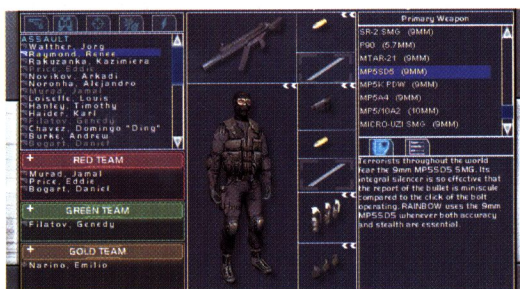 ASSAULT
Walther, Jorg
Raymond, Renee
Rakuzanka, Kazimiera
Price, Eddie
Novikov, Arkadi
Noronha, Alejandro
Murad, Jamal
Loiselle, Louis
Hanley, Timothy
Haider, Karl
Filatov, Genedy
Chavez, Domingo "Ding"
Burke, Andrew
Bogart, Daniel
RED TEAM
Murad, Jamal
Price, Eddie
Bogart, Daniel
GREEN TEAM
Filatov, Genedy
GOLD TEAM
Narino, Emilio
Primary Weapon
SR-2 SMG (9MM)
P90 (5.7MM)
MTAR-21 (9MM)
MP5SD5 (9MM)
MP5K PDW (9MM)
MP5A4 (9MM)
MP5/10A2 (10MM)
MICRO-UZI SMG (9MM)
Terrorists throughout the world
fear the 9mm MP5SD5 SMG. Its
integral silencer is so effective that
the report of the bullet is miniscule
compared to the click of the bolt
operating. RAINBOW uses the 9mm
MP5SD5 whenever both accuracy
and stealth are essential.